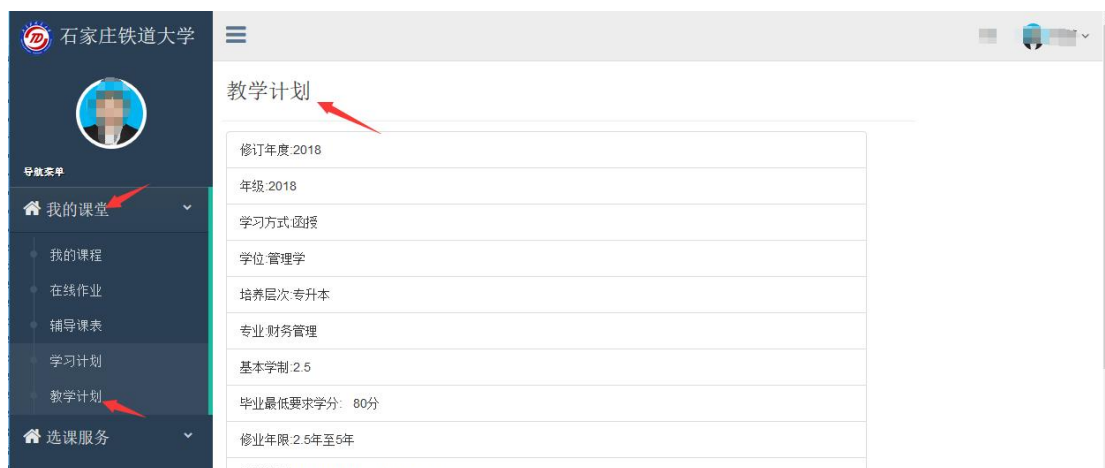 石家庄铁道大学
教学计划
导航菜单
我的课堂
我的课程
在线作业
辅导课表
学习计划
教学计划
选课服务
修订年度:2018
年级:2018
学习方式:函授
学位:管理学
培养层次:专升本
专业:财务管理
基本学制:2.5
毕业最低要求学分: 80分
修业年限:2.5年至5年